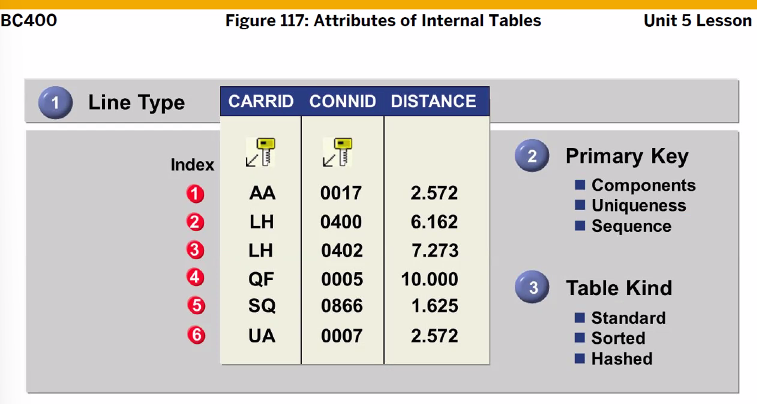 BC400 Figure 117: Attributes of Internal Tables Unit 5 Lesson
1 Line Type CARRID CONNID DISTANCE
Index
1 AA 0017 2.572
2 LH 0400 6.162
3 LH 0402 7.273
4 QF 0005 10.000
5 SQ 0866 1.625
6 UA 0007 2.572
2 Primary Key
Components
Uniqueness
Sequence
3 Table Kind
Standard
Sorted
Hashed